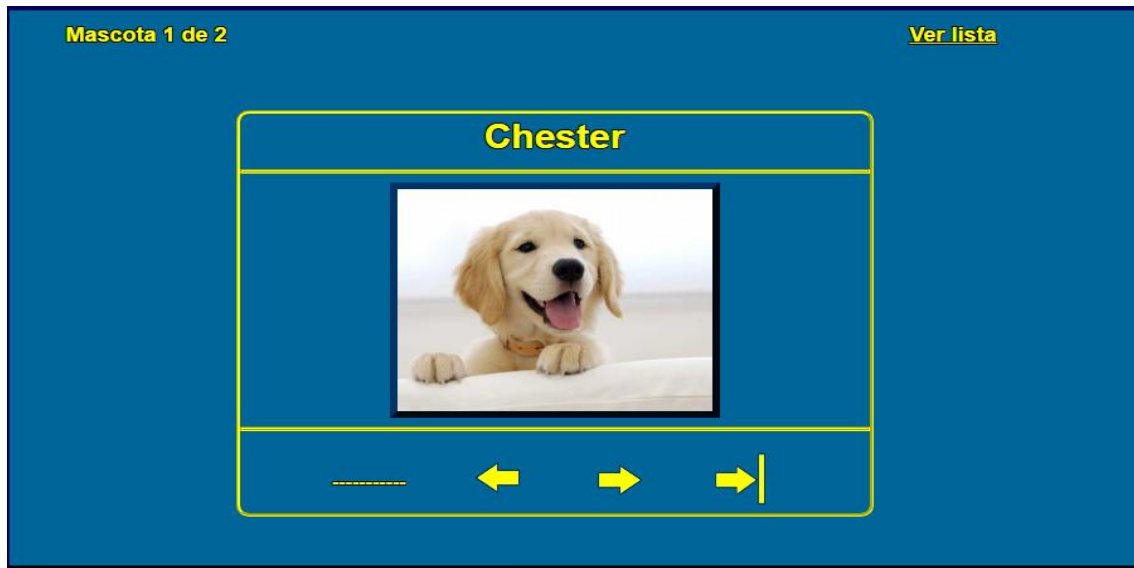 Mascota 1 de 2
Ver lista
Chester
-----------